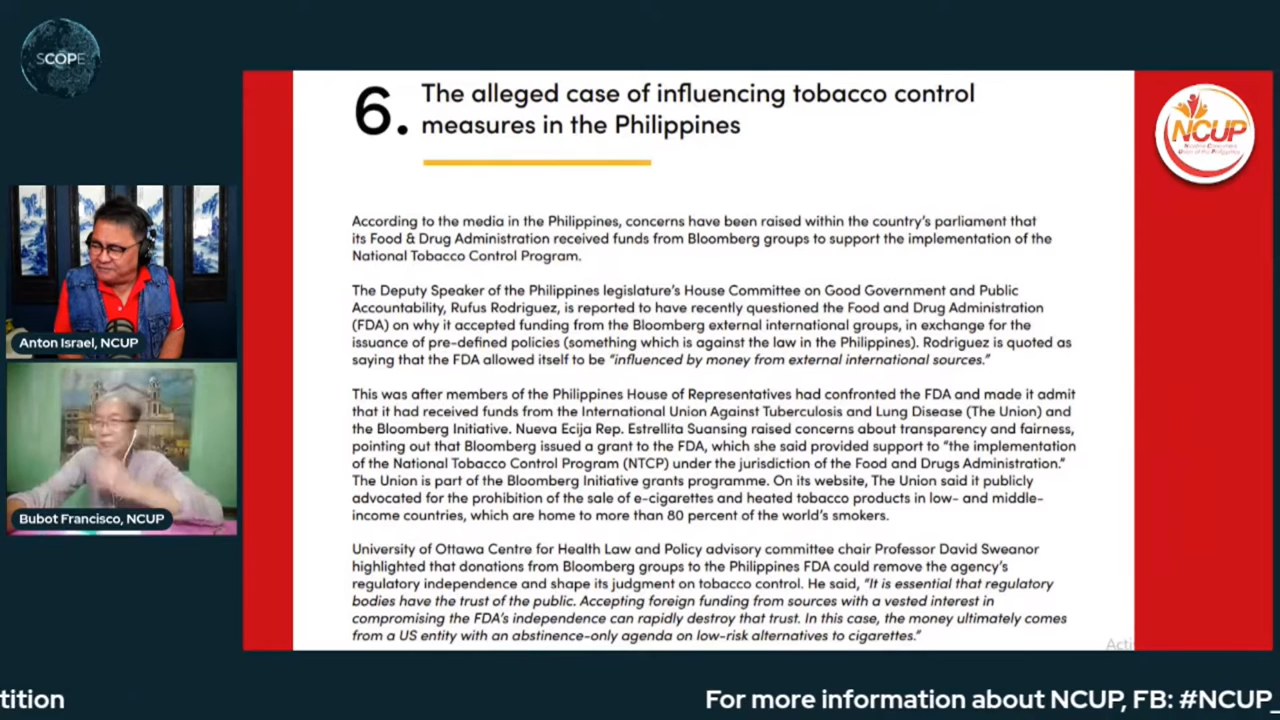 SCOPE
6. The alleged case of influencing tobacco control
measures in the Philippines
NCUP
Nicotine Consumers
Union of the Philippines
According to the media in the Philippines, concerns have been raised within the country's parliament that
its Food & Drug Administration received funds from Bloomberg groups to support the implementation of the
National Tobacco Control Program.
The Deputy Speaker of the Philippines legislature's House Committee on Good Government and Public
Accountability, Rufus Rodriguez, is reported to have recently questioned the Food and Drug Administration
(FDA) on why it accepted funding from the Bloomberg external international groups, in exchange for the
issuance of pre-defined policies (something which is against the law in the Philippines). Rodriguez is quoted as
saying that the FDA allowed itself to be "influenced by money from external international sources."
This was after members of the Philippines House of Representatives had confronted the FDA and made it admit
that it had received funds from the International Union Against Tuberculosis and Lung Disease (The Union) and
the Bloomberg Initiative. Nueva Ecija Rep. Estrellita Suansing raised concerns about transparency and fairness,
pointing out that Bloomberg issued a grant to the FDA, which she said provided support to "the implementation
of the National Tobacco Control Program (NTCP) under the jurisdiction of the Food and Drugs Administration."
The Union is part of the Bloomberg Initiative grants programme. On its website, The Union said it publicly
advocated for the prohibition of the sale of e-cigarettes and heated tobacco products in low- and middle-
income countries, which are home to more than 80 percent of the world's smokers.
University of Ottawa Centre for Health Law and Policy advisory committee chair Professor David Sweanor
highlighted that donations from Bloomberg groups to the Philippines FDA could remove the agency's
regulatory independence and shape its judgment on tobacco control. He said, "It is essential that regulatory
bodies have the trust of the public. Accepting foreign funding from sources with a vested interest in
compromising the FDA's independence can rapidly destroy that trust. In this case, the money ultimately comes
from a US entity with an abstinence-only agenda on low-risk alternatives to cigarettes."
Acti
Anton Israel, NCUP
Bubot Francisco, NCUP
tition
For more information about NCUP, FB: #NCUP_